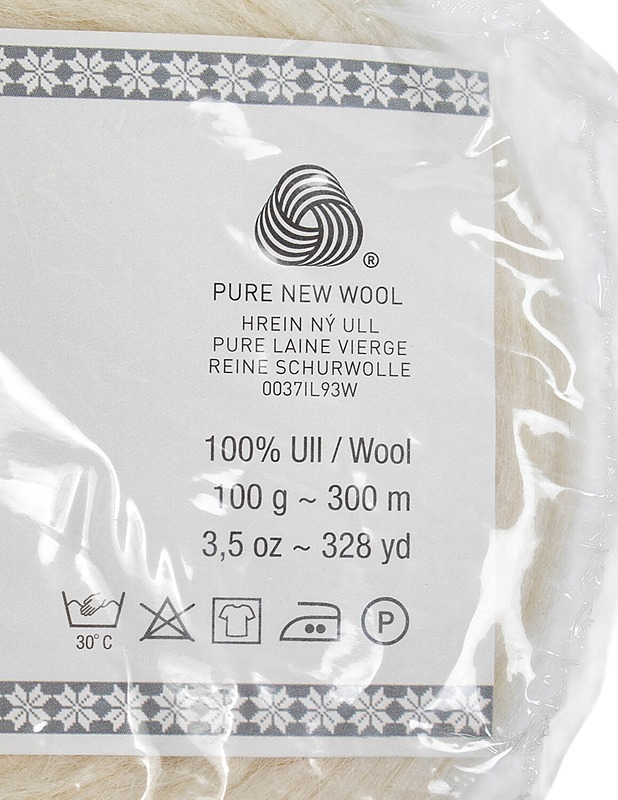 ®
PURE NEW WOOL
HREIN NÝ ULL
PURE LAINE VIERGE
REINE SCHURWOLLE
0037IL93W
100% Ull / Wool
100 g ~ 300 m
3,5 oz ~ 328 yd
30° C
P